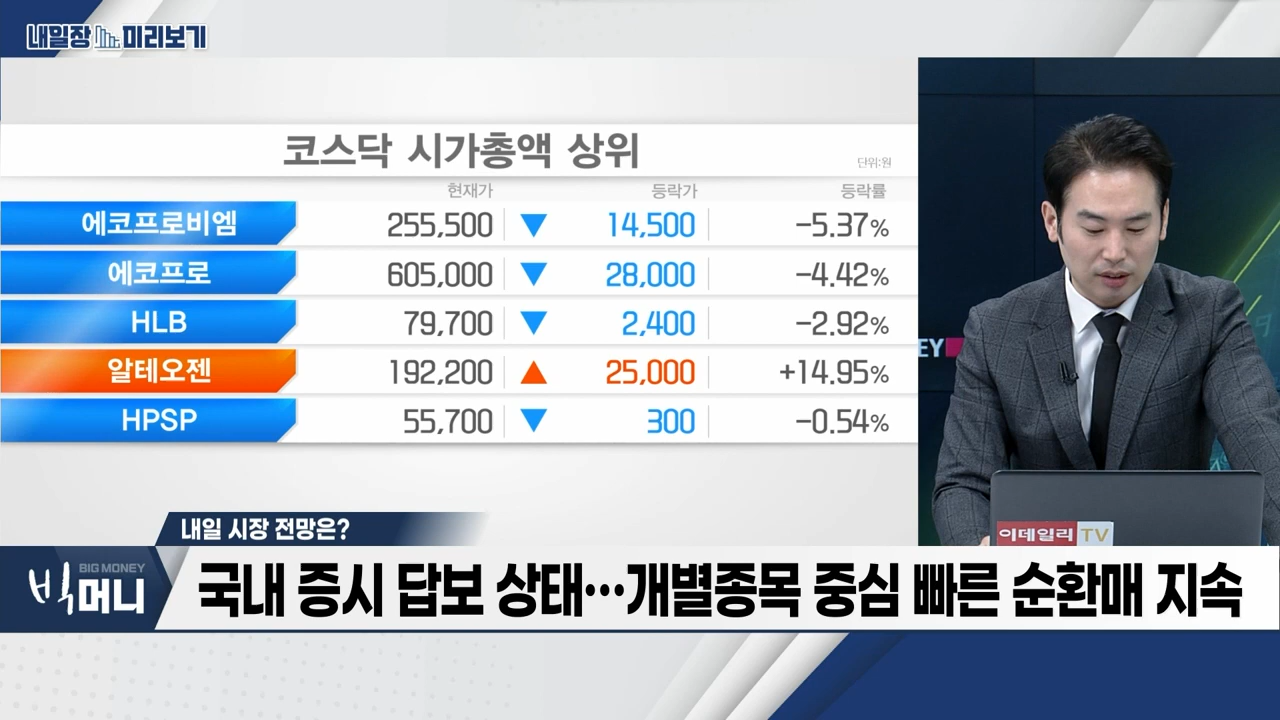 내일장 미리보기
코스닥 시가총액 상위
단위:원
현재가 등락가 등락률
에코프로비엠 255,500 ▼ 14,500 -5.37%
에코프로 605,000 ▼ 28,000 -4.42%
HLB 79,700 ▼ 2,400 -2.92%
알테오젠 192,200 ▲ 25,000 +14.95%
HPSP 55,700 ▼ 300 -0.54%
EY
이데일리 TV
내일 시장 전망은?
BIG MONEY
빅머니
국내 증시 답보 상태…개별종목 중심 빠른 순환매 지속